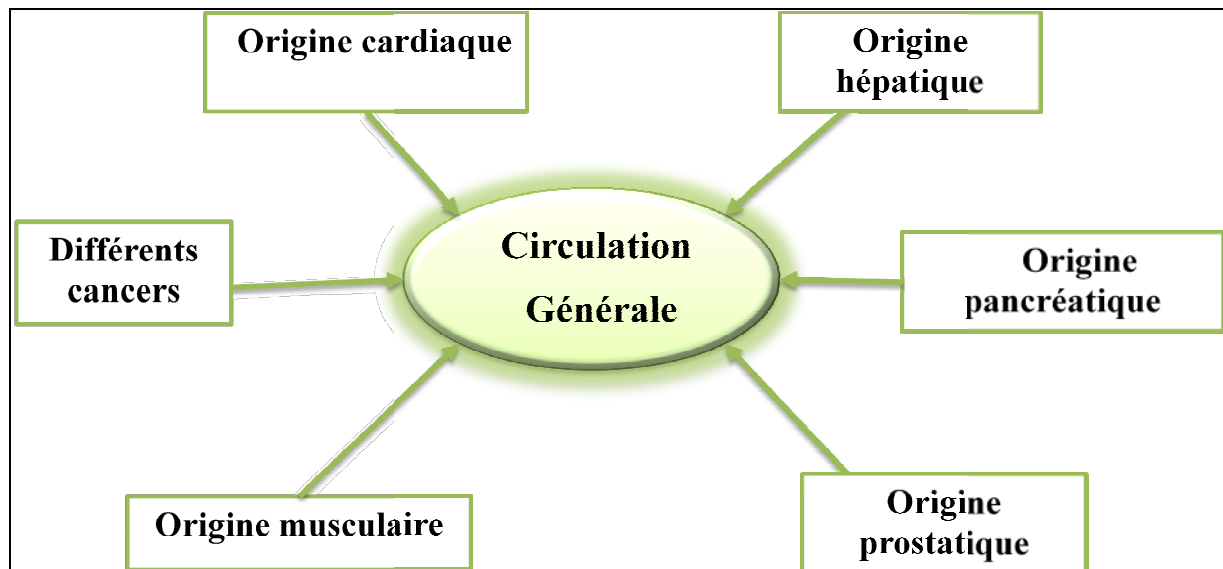 Origine cardiaque
Origine
hépatique
Différents
cancers
Circulation
Générale
Origine
pancréatique
Origine musculaire
Origine
prostatique